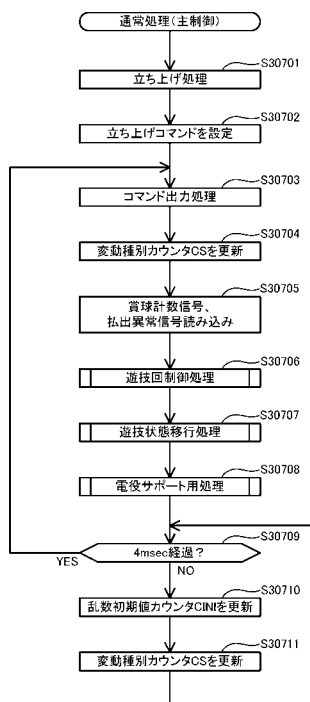 通常処理(主制御)
S30701
立ち上げ処理
S30702
立ち上げコマンドを設定
S30703
コマンド出力処理
S30704
変動種別カウンタCSを更新
S30705
賞球計数信号、
払出異常信号読み込み
S30706
遊技回制御処理
S30707
遊技状態移行処理
S30708
電役サポート用処理
S30709
4msec経過？
YES
NO
S30710
乱数初期値カウンタCINIを更新
S30711
変動種別カウンタCSを更新